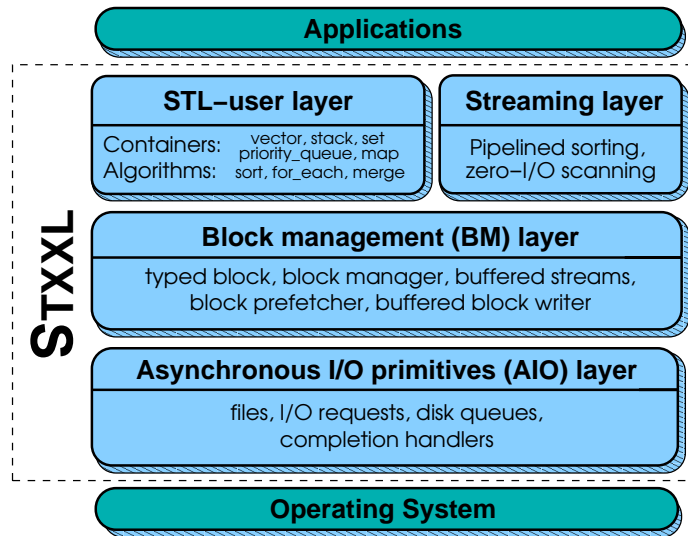 Applications
STXXL
STL–user layer
Containers: vector, stack, set
priority_queue, map
Algorithms: sort, for_each, merge
Streaming layer
Pipelined sorting,
zero–I/O scanning
Block management (BM) layer
typed block, block manager, buffered streams,
block prefetcher, buffered block writer
Asynchronous I/O primitives (AIO) layer
files, I/O requests, disk queues,
completion handlers
Operating System